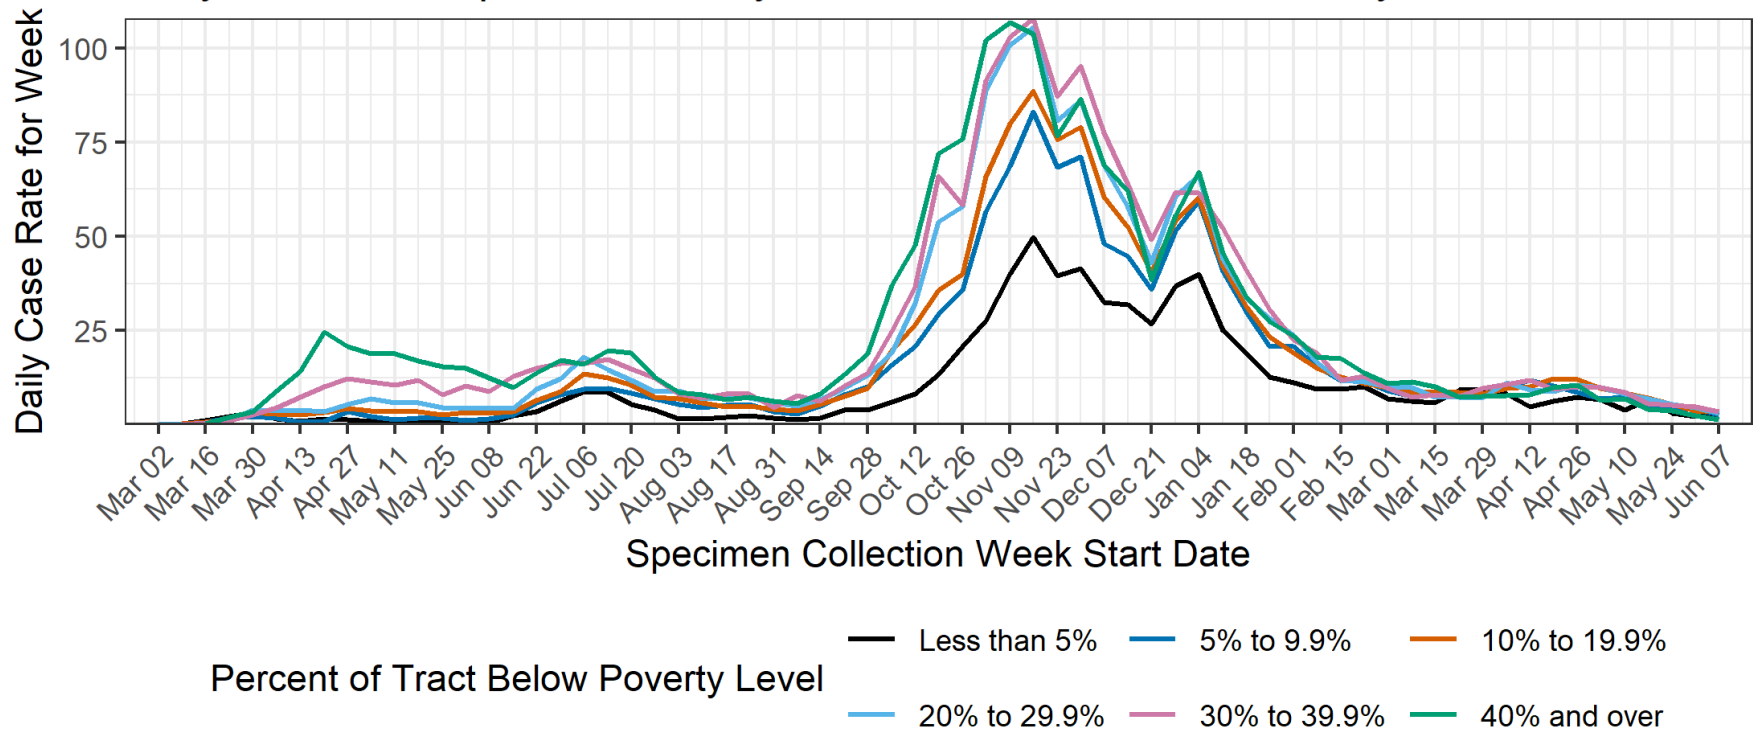 Daily Case Rate for Week
100
75
50
25
Mar 02
Mar 16
Mar 30
Apr 13
Apr 27
May 11
May 25
Jun 08
Jun 22
Jul 06
Jul 20
Aug 03
Aug 17
Aug 31
Sep 14
Sep 28
Oct 12
Oct 26
Nov 09
Nov 23
Dec 07
Dec 21
Jan 04
Jan 18
Feb 01
Feb 15
Mar 01
Mar 15
Mar 29
Apr 12
Apr 26
May 10
May 24
Jun 07
Specimen Collection Week Start Date
Percent of Tract Below Poverty Level
Less than 5%
5% to 9.9%
10% to 19.9%
20% to 29.9%
30% to 39.9%
40% and over